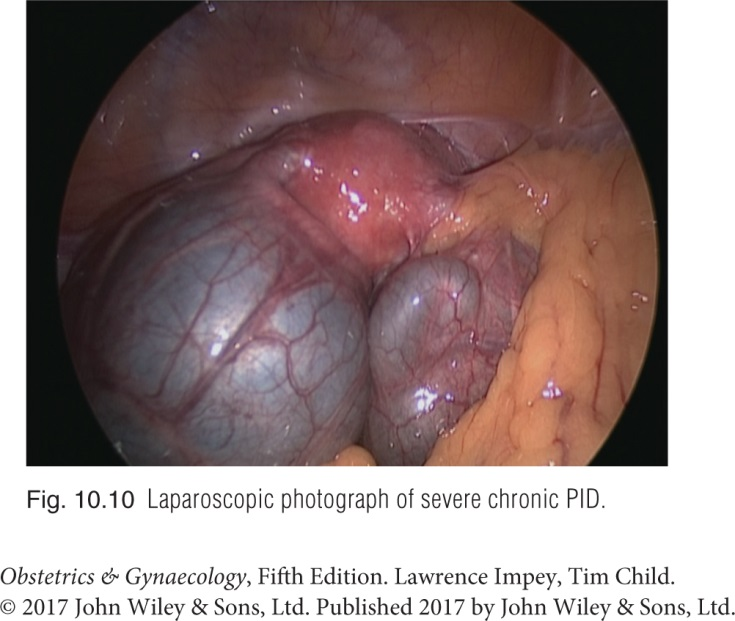 Fig. 10.10 Laparoscopic photograph of severe chronic PID.
Obstetrics & Gynaecology, Fifth Edition. Lawrence Impey, Tim Child.
© 2017 John Wiley & Sons, Ltd. Published 2017 by John Wiley & Sons, Ltd.